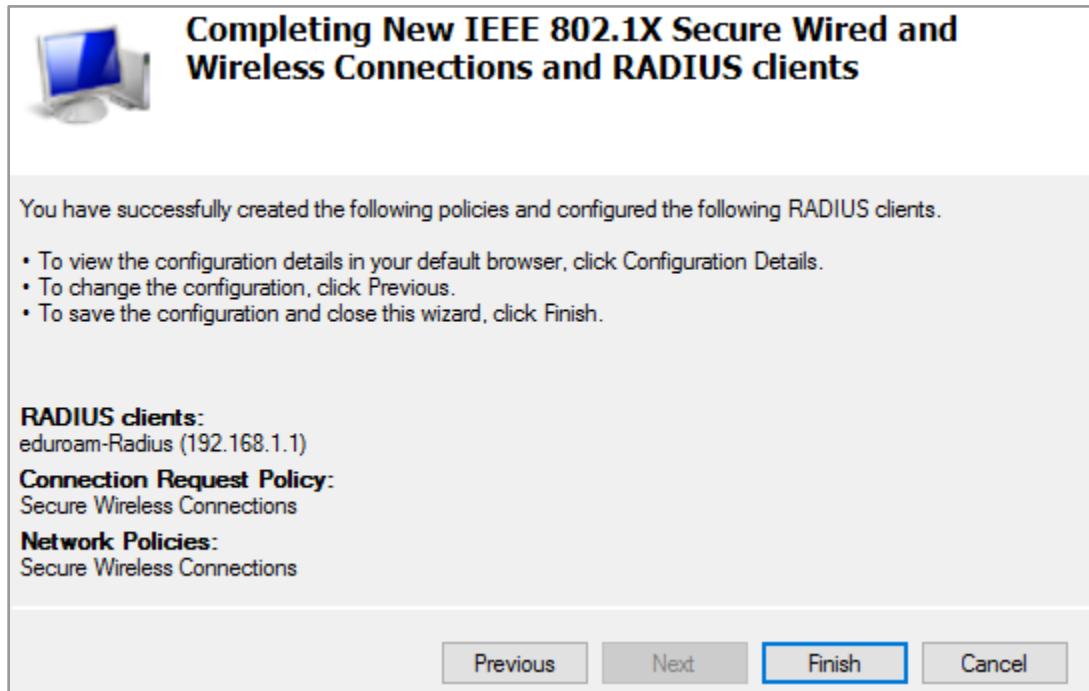 Completing New IEEE 802.1X Secure Wired and
Wireless Connections and RADIUS clients
You have successfully created the following policies and configured the following RADIUS clients.
• To view the configuration details in your default browser, click Configuration Details.
• To change the configuration, click Previous.
• To save the configuration and close this wizard, click Finish.
RADIUS clients:
eduroam-Radius (192.168.1.1)
Connection Request Policy:
Secure Wireless Connections
Network Policies:
Secure Wireless Connections
Previous Next Finish Cancel